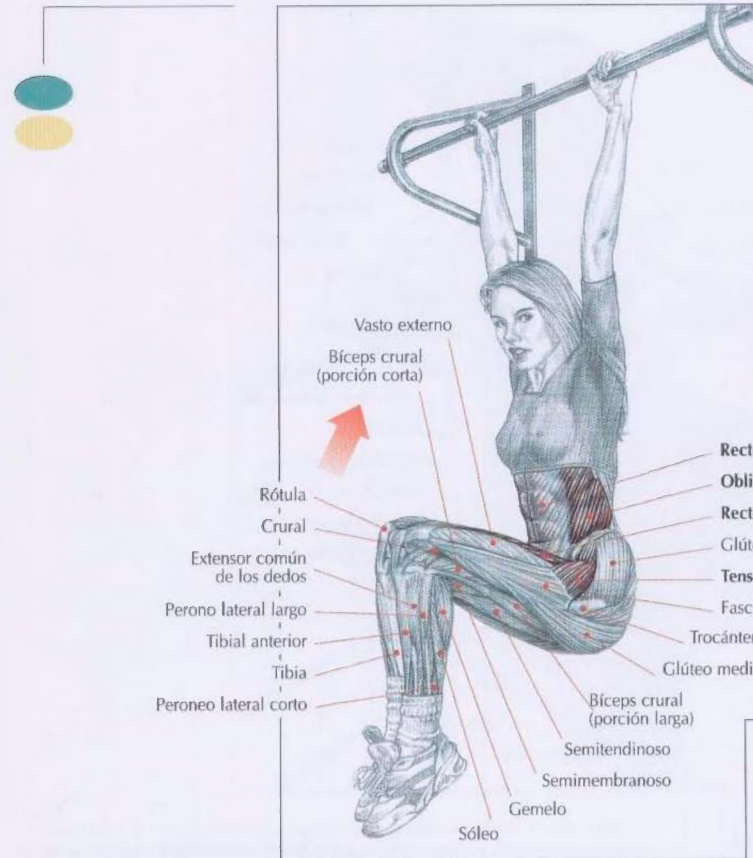 Vasto externo
Bíceps crural
(porción corta)
Rótula
Crural
Extensor común
de los dedos
Perono lateral largo
Tibial anterior
Tibia
Peroneo lateral corto
Rect
Obli
Rect
Glúte
Tens
Fasc
Trocánter
Glúteo medi
Bíceps crural
(porción larga)
Semitendinoso
Semimembranoso
Gemelo
Sóleo